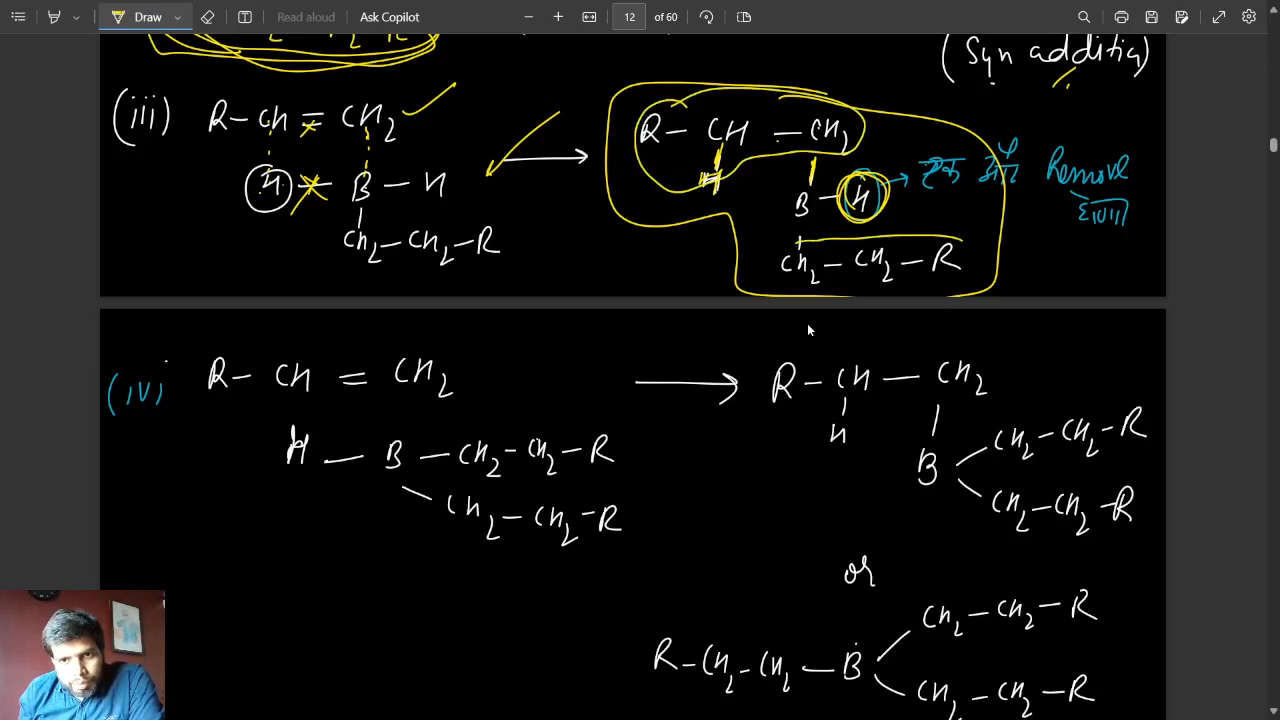 Draw
Read aloud
Ask Copilot
12 of 60
(Syn addition)
(iii) R-CH=CH2
H-B-H
CH2-CH2-R
R-CH-CH2
H
B-H → Remove
CH2-CH2-R
(iv) R-CH=CH2
H-B-CH2-CH2-R
CH2-CH2-R
R-CH-CH2
H
B
CH2-CH2-R
CH2-CH2-R
or
R-CH2-CH2-B
CH2-CH2-R
CH2-CH2-R